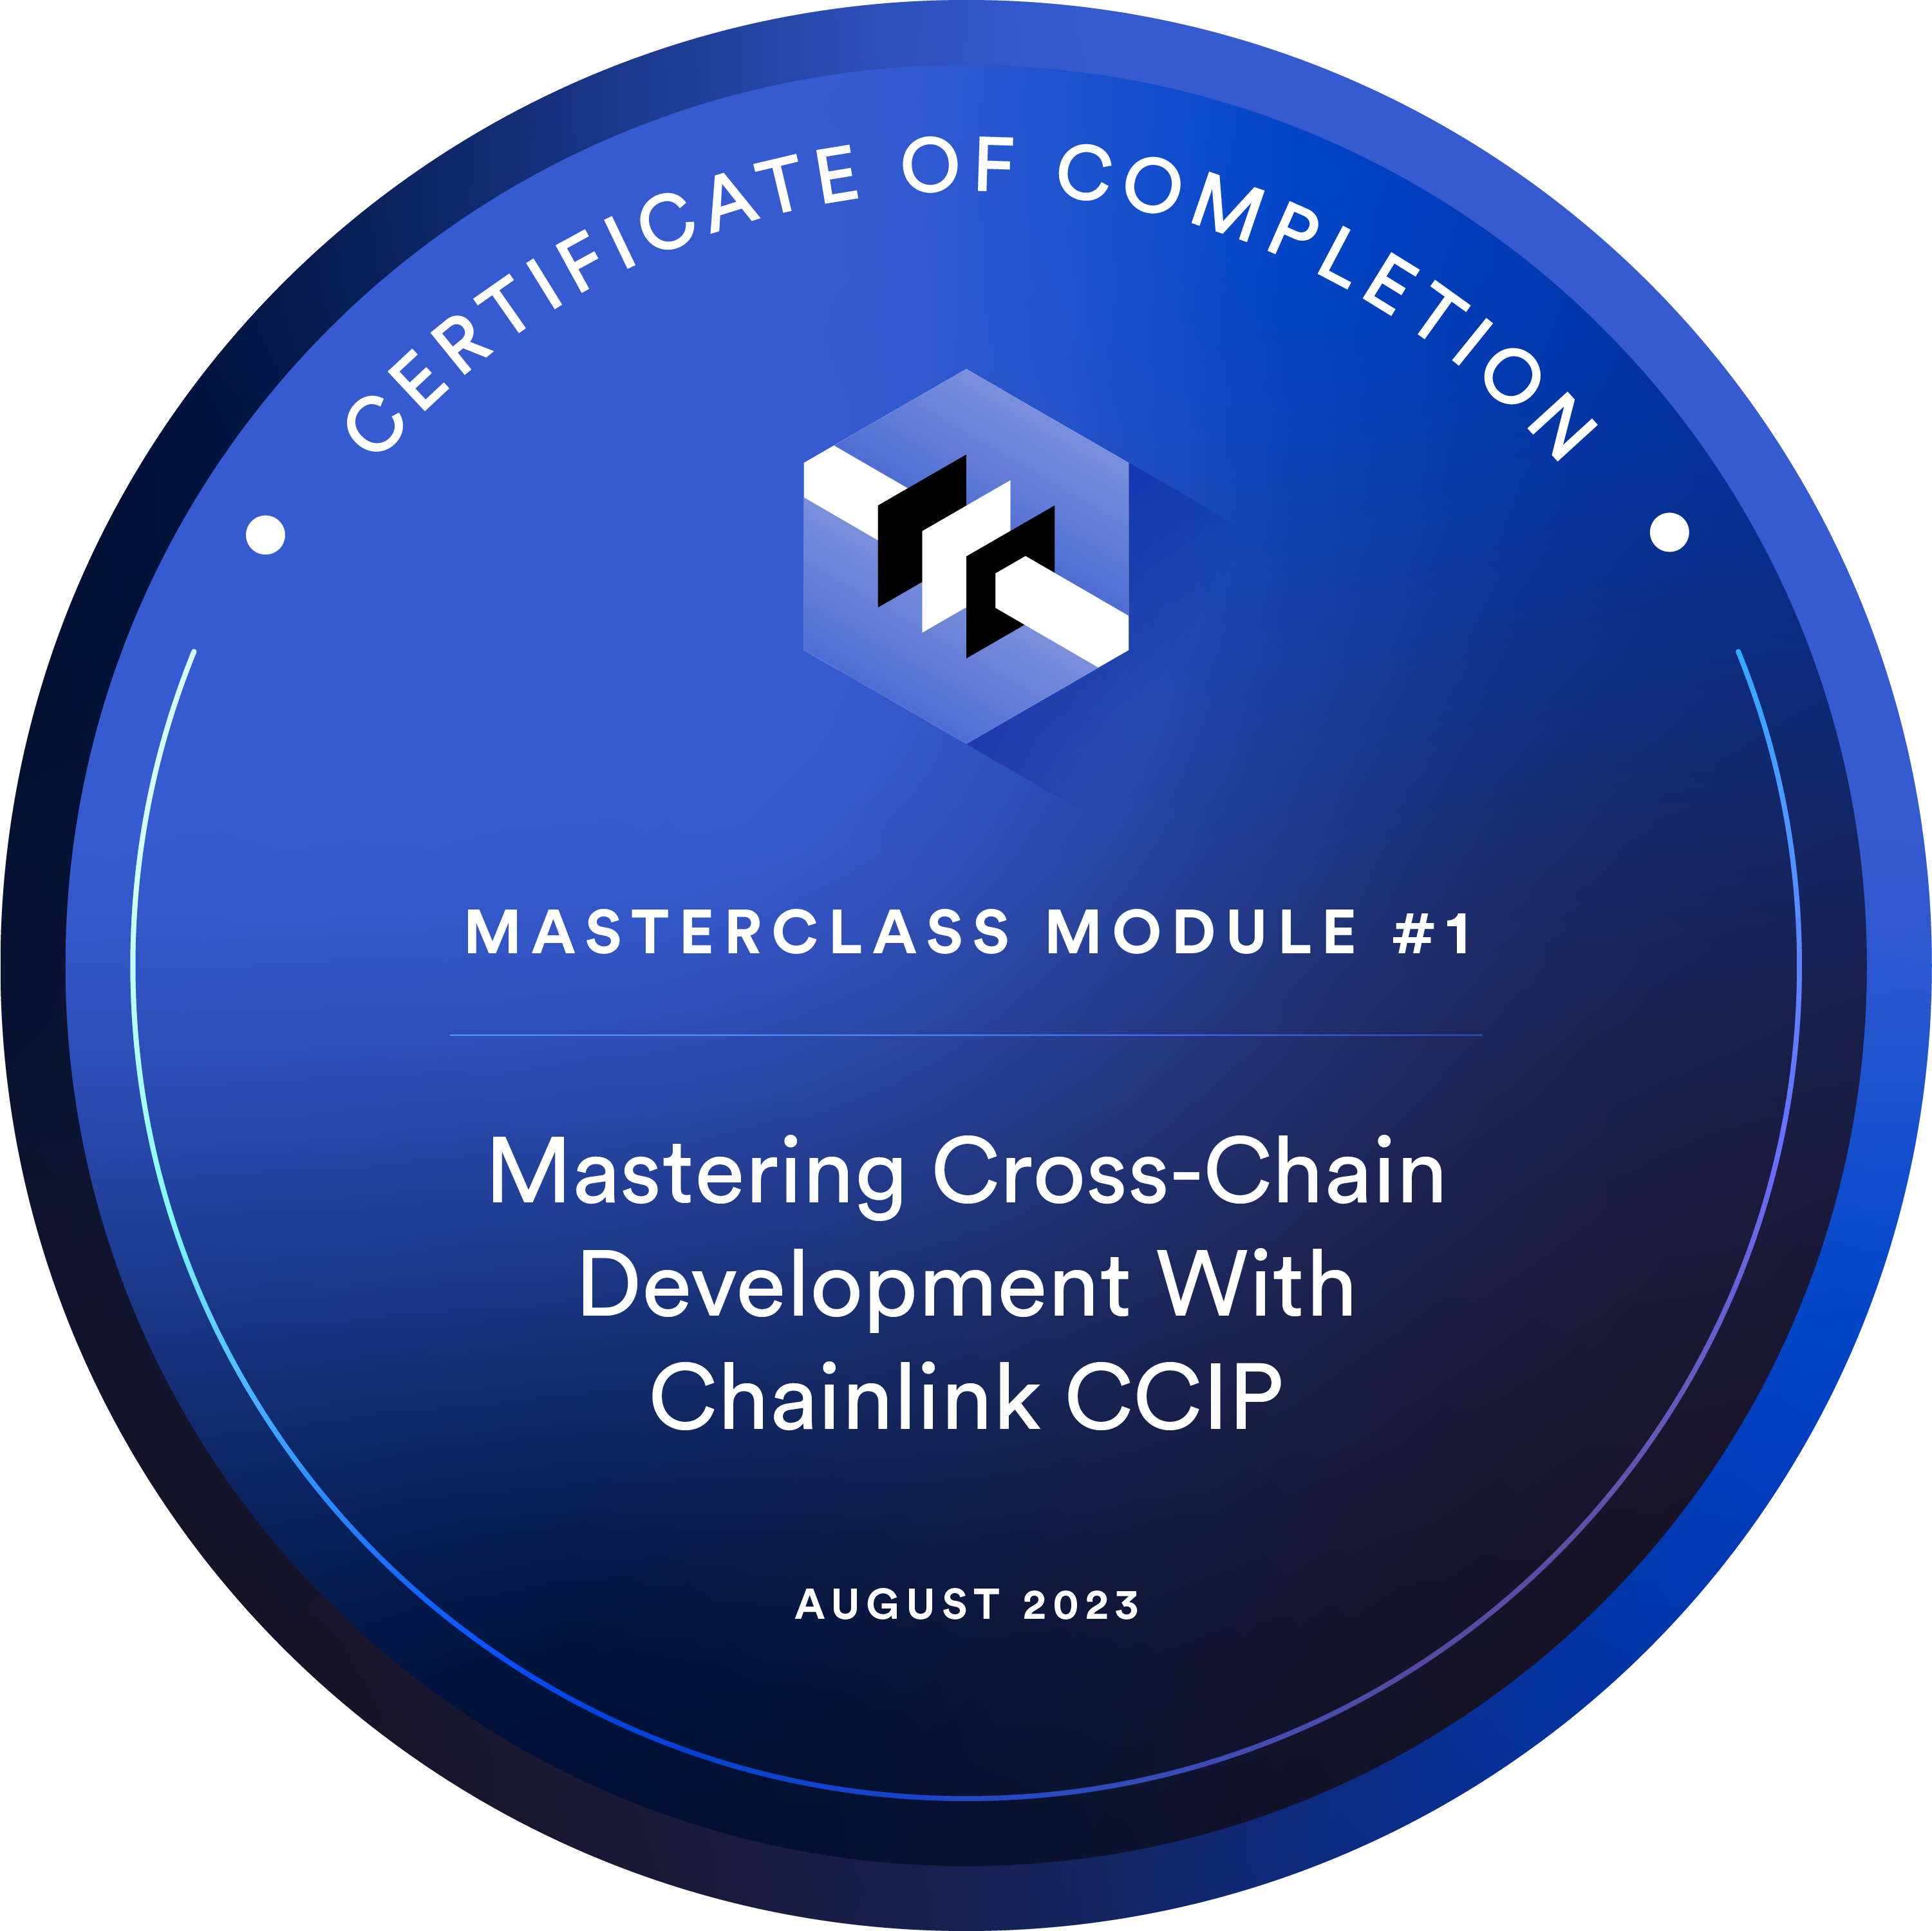 CERTIFICATE OF COMPLETION
MASTERCLASS MODULE #1
Mastering Cross-Chain
Development With
Chainlink CCIP
AUGUST 2023